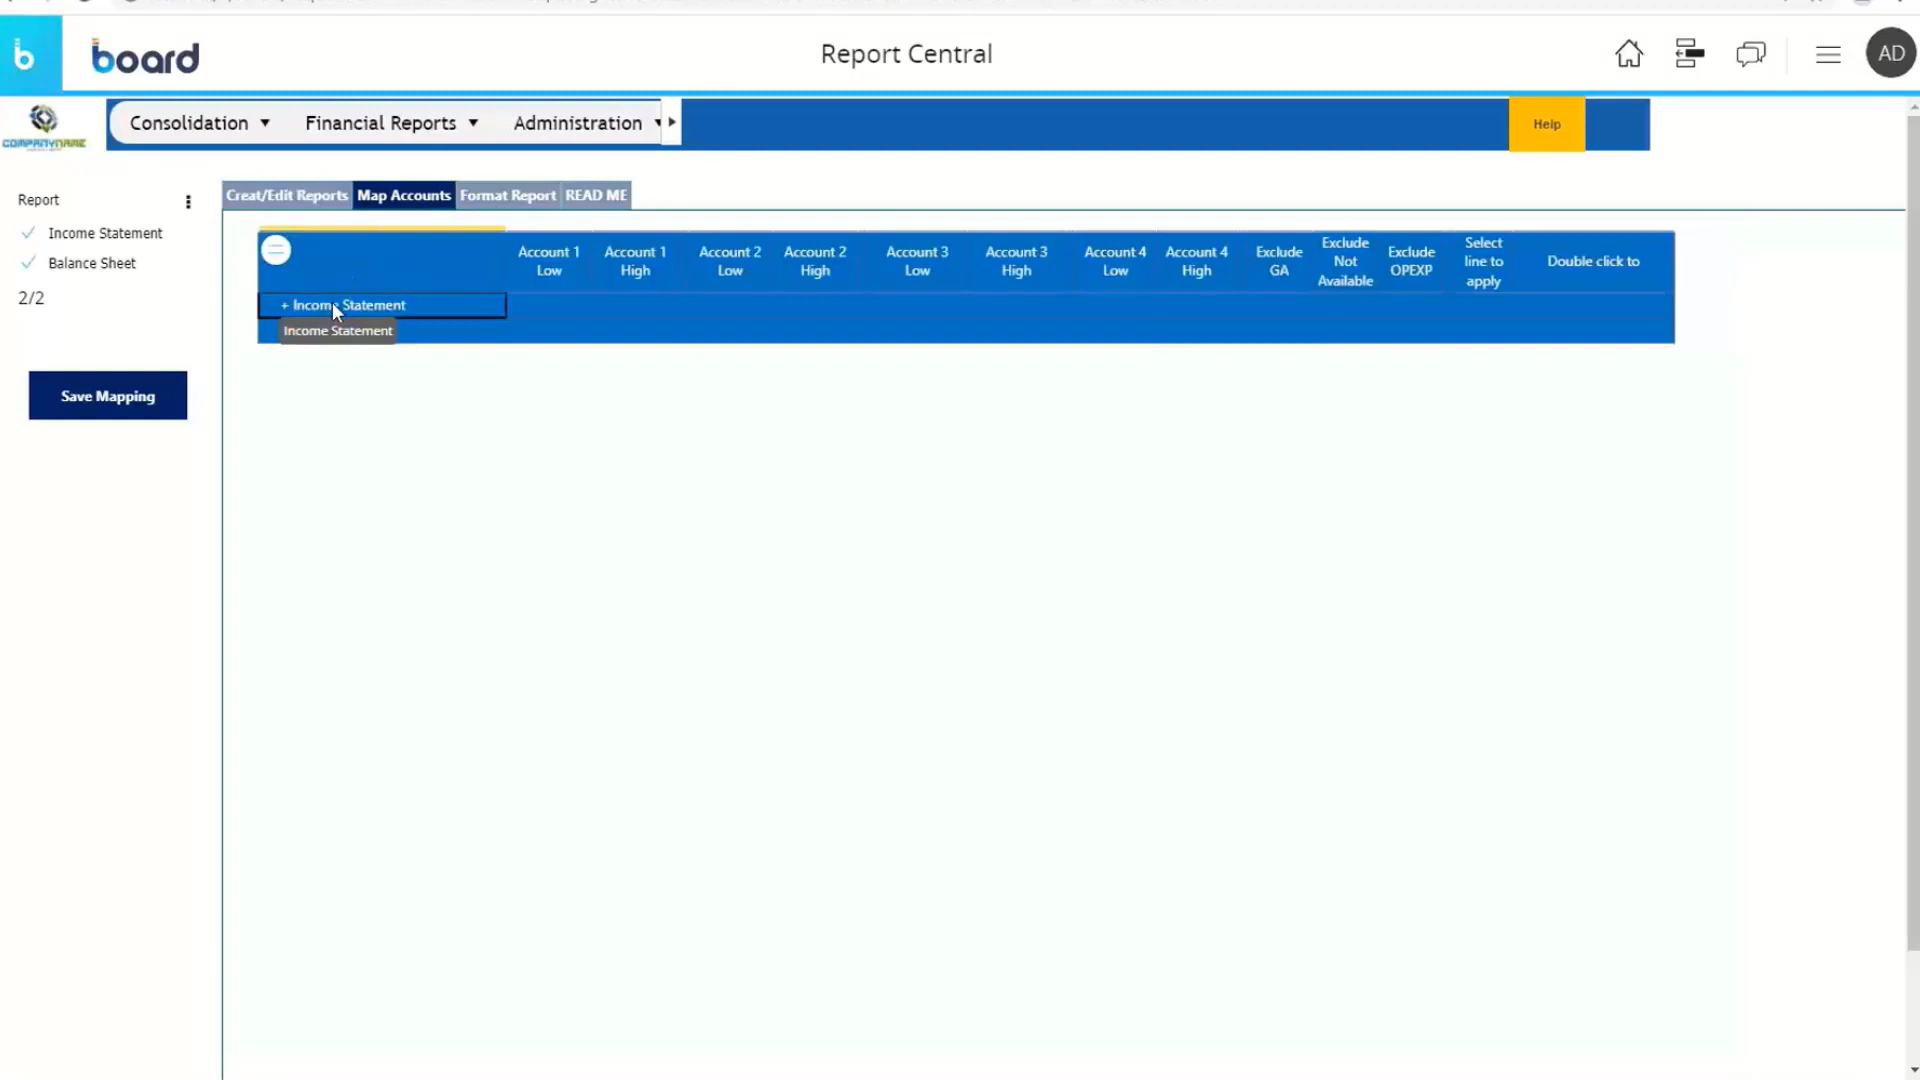 b board
Report Central
AD
COMPANYNAME
Consolidation
Financial Reports
Administration
Help
Report
Income Statement
Balance Sheet
2/2
Save Mapping
Creat/Edit Reports
Map Accounts
Format Report
READ ME
Account 1 Low
Account 1 High
Account 2 Low
Account 2 High
Account 3 Low
Account 3 High
Account 4 Low
Account 4 High
Exclude GA
Exclude Not Available
Exclude OPEXP
Select line to apply
Double click to
+ Income Statement
Income Statement